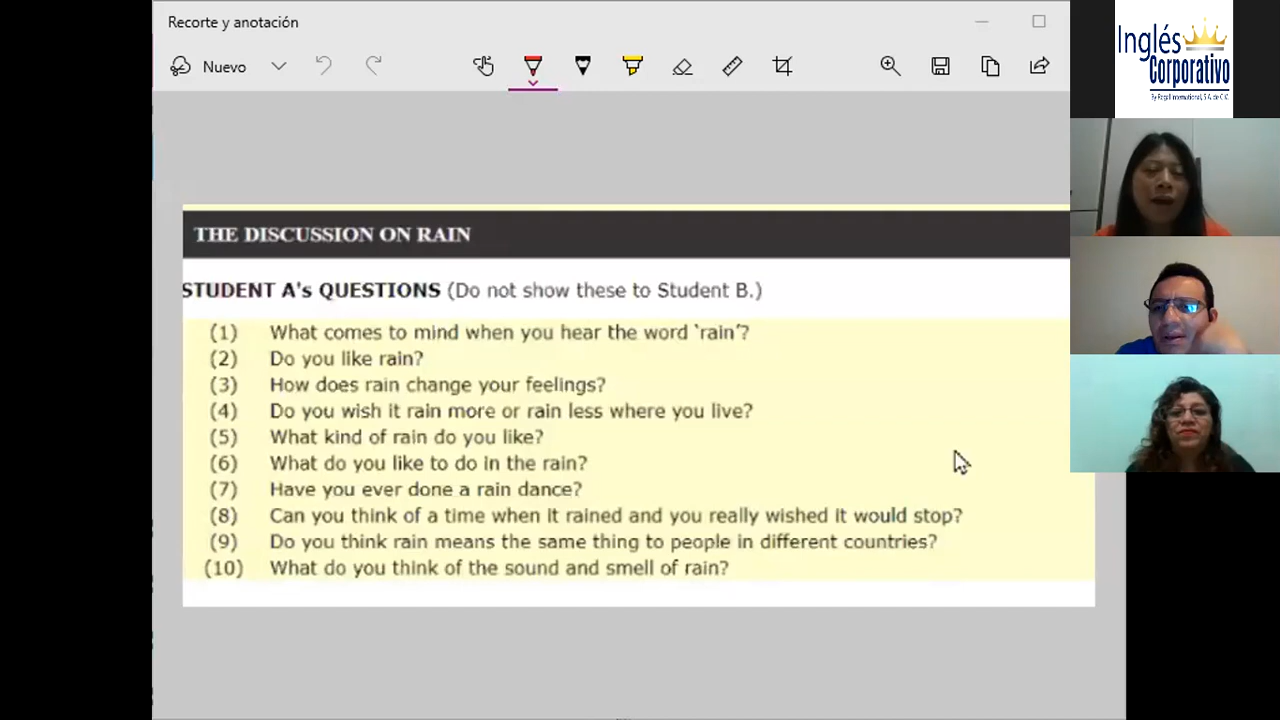 Recorte y anotación
Nuevo
Inglés
Corporativo
THE DISCUSSION ON RAIN
STUDENT A's QUESTIONS (Do not show these to Student B.)
(1) What comes to mind when you hear the word ‘rain’?
(2) Do you like rain?
(3) How does rain change your feelings?
(4) Do you wish it rain more or rain less where you live?
(5) What kind of rain do you like?
(6) What do you like to do in the rain?
(7) Have you ever done a rain dance?
(8) Can you think of a time when it rained and you really wished it would stop?
(9) Do you think rain means the same thing to people in different countries?
(10) What do you think of the sound and smell of rain?